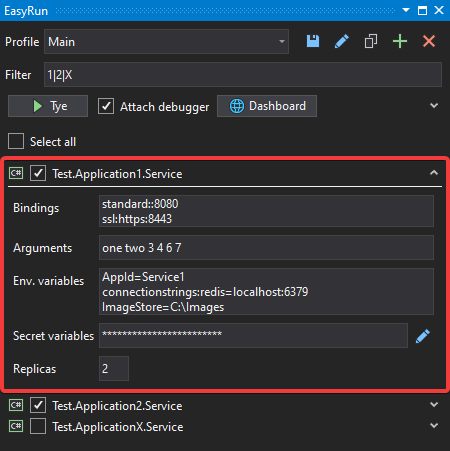 EasyRun
Profile Main
Filter 1|2|X
Tye Attach debugger Dashboard
Select all
C# Test.Application1.Service
Bindings standard::8080
ssl:https:8443
Arguments one two 3 4 6 7
Env. variables AppId=Service1
connectionstrings:redis=localhost:6379
ImageStore=C:\Images
Secret variables ************************
Replicas 2
C# Test.Application2.Service
C# Test.ApplicationX.Service